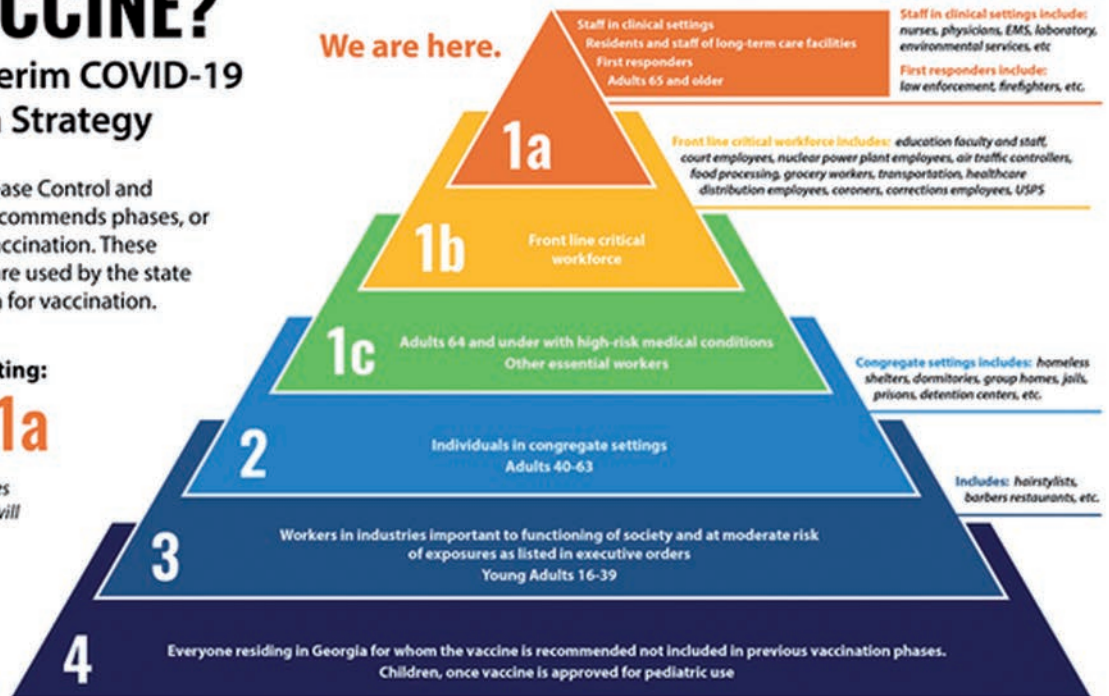 CCINE?
erim COVID-19
Strategy
ase Control and
commends phases, or
ccination. These
re used by the state
for vaccination.
ting:
1a
es
will
We are here.
Staff in clinical settings
Residents and staff of long-term care facilities
First responders
Adults 65 and older
Staff in clinical settings include:
nurses, physicians, EMS, laboratory,
environmental services, etc
First responders include:
law enforcement, firefighters, etc.
1a
Front line critical workforce includes: education faculty and staff,
court employees, nuclear power plant employees, air traffic controllers,
food processing, grocery workers, transportation, healthcare
distribution employees, coroners, corrections employees, USPS
1b
Front line critical
workforce
1c
Adults 64 and under with high-risk medical conditions
Other essential workers
Congregate settings includes: homeless
shelters, dormitories, group homes, jails,
prisons, detention centers, etc.
2
Individuals in congregate settings
Adults 40-63
Includes: hairstylists,
barbers restaurants, etc.
3
Workers in industries important to functioning of society and at moderate risk
of exposures as listed in executive orders
Young Adults 16-39
4
Everyone residing in Georgia for whom the vaccine is recommended not included in previous vaccination phases.
Children, once vaccine is approved for pediatric use